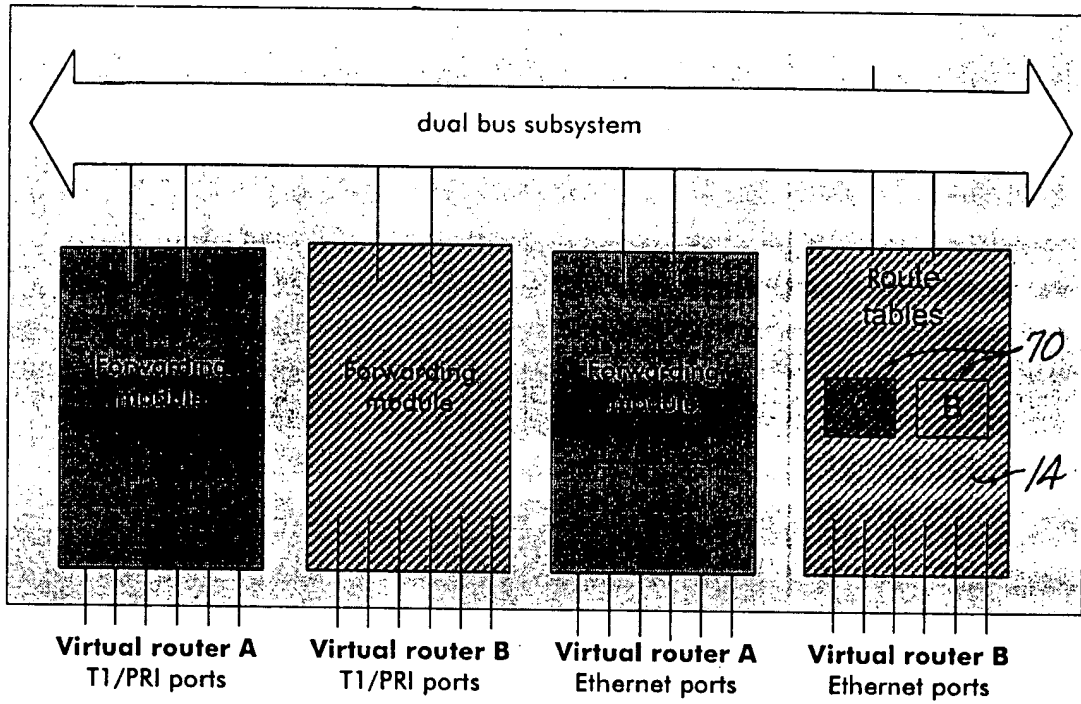 dual bus subsystem
Forwarding
module
Forwarding
module
Forwarding
module
Route
tables
70
B
14
Virtual router A
T1/PRI ports
Virtual router B
T1/PRI ports
Virtual router A
Ethernet ports
Virtual router B
Ethernet ports